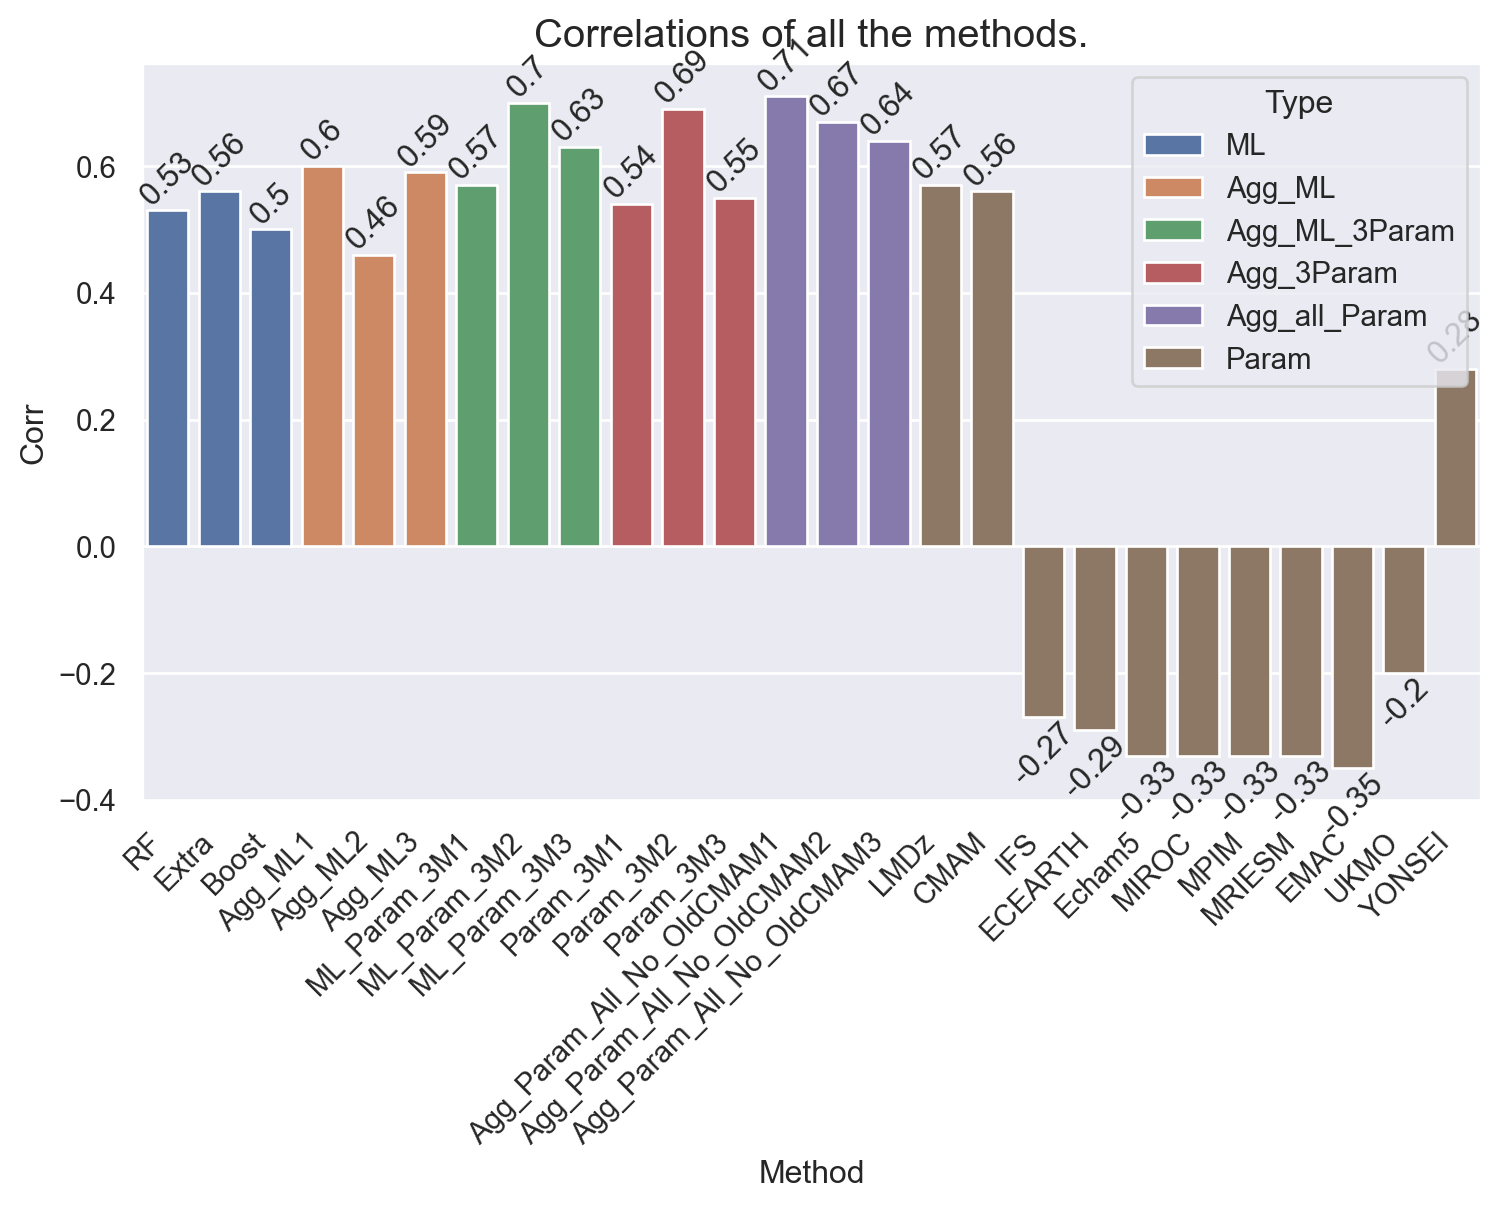 Correlations of all the methods.
Corr
0.6
0.4
0.2
0.0
−0.2
−0.4
0.53
0.56
0.5
0.6
0.46
0.59
0.57
0.7
0.63
0.54
0.69
0.55
0.71
0.67
0.64
0.57
0.56
-0.27
-0.29
-0.33
-0.33
-0.33
-0.33
-0.35
-0.2
0.28
Type
ML
Agg_ML
Agg_ML_3Param
Agg_3Param
Agg_all_Param
Param
RF
Extra
Boost
Agg_ML1
Agg_ML2
Agg_ML3
ML_Param_3M1
ML_Param_3M2
ML_Param_3M3
Param_3M1
Param_3M2
Param_3M3
Agg_Param_All_No_OldCMAM1
Agg_Param_All_No_OldCMAM2
Agg_Param_All_No_OldCMAM3
LMDz
CMAM
IFS
ECEARTH
Echam5
MIROC
MPIM
MRIESM
EMAC
UKMO
YONSEI
Method